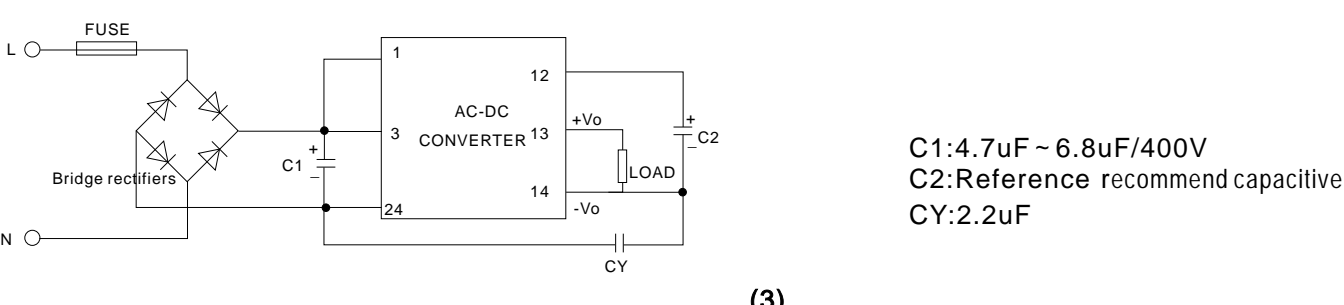 FUSE
L
1
12
AC-DC
+Vo
+
3
CONVERTER
13
C2
+
C1
_
_
LOAD
Bridge rectifiers
14
24
-Vo
N
CY
C1:4.7uF~6.8uF/400V
C2:Reference recommend capacitive
CY:2.2uF
(3)